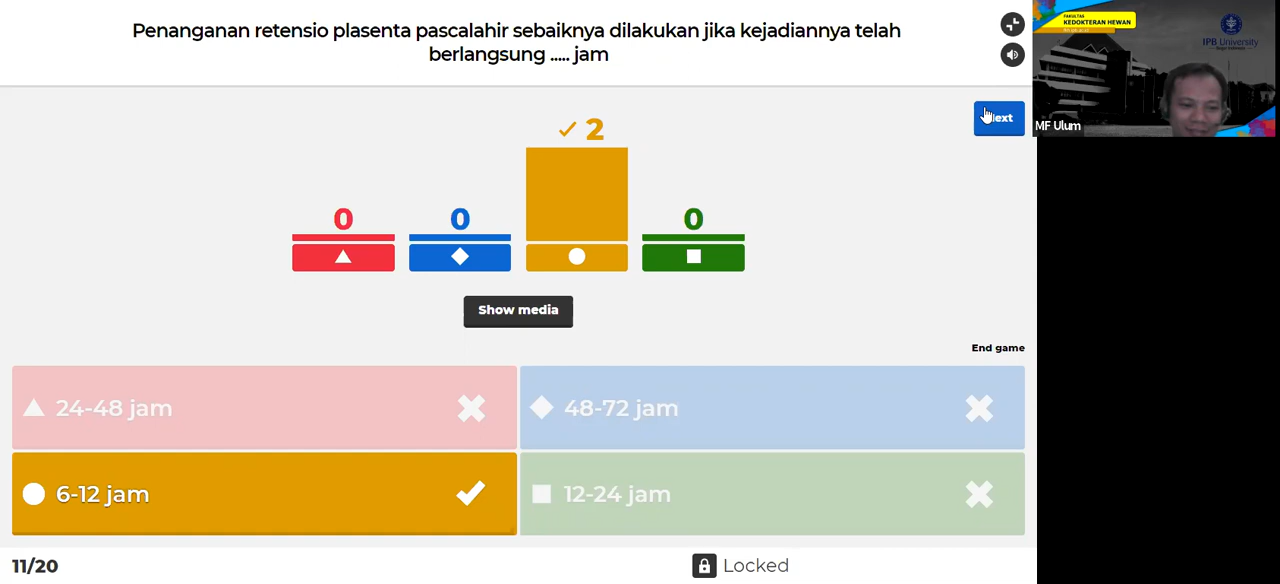 Penanganan retensio plasenta pascalahir sebaiknya dilakukan jika kejadiannya telah
berlangsung ..... jam
FAKULTAS
KEDOKTERAN HEWAN
IPB University
MF Ulum
2
0
0
0
Show media
End game
24-48 jam
48-72 jam
6-12 jam
12-24 jam
11/20
Locked